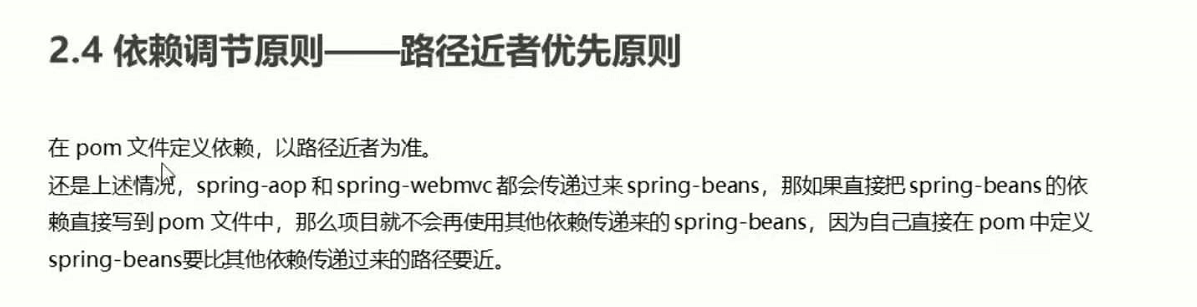 2.4 依赖调节原则——路径近者优先原则
在 pom 文件定义依赖，以路径近者为准。
还是上述情况，spring-aop 和 spring-webmvc 都会传递过来 spring-beans，那如果直接把 spring-beans 的依
赖直接写到 pom 文件中，那么项目就不会再使用其他依赖传递来的 spring-beans，因为自己直接在 pom 中定义
spring-beans要比其他依赖传递过来的路径要近。